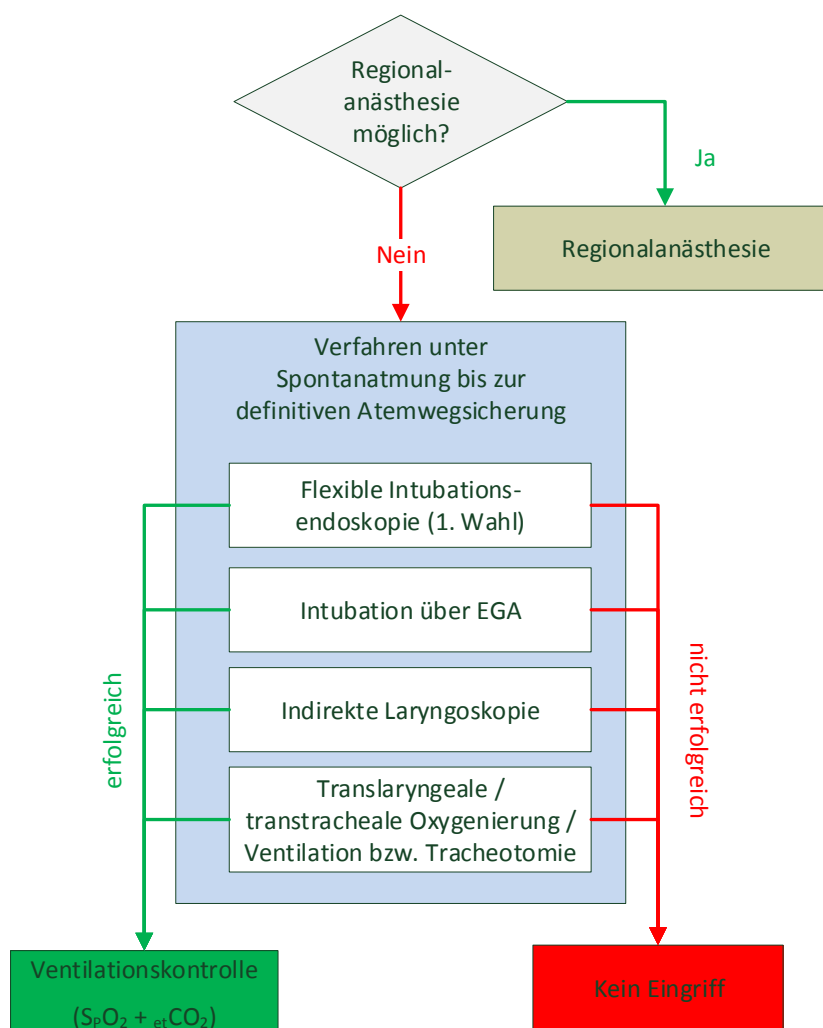 Regional-
anästhesie
möglich?
Ja
Regionalanästhesie
Nein
Verfahren unter
Spontanatmung bis zur
definitiven Atemwegsicherung
Flexible Intubations-
endoskopie (1. Wahl)
Intubation über EGA
Indirekte Laryngoskopie
Translaryngeale /
transtracheale Oxygenierung /
Ventilation bzw. Tracheotomie
erfolgreich
nicht erfolgreich
Ventilationskontrolle
(SPO2 + etCO2)
Kein Eingriff